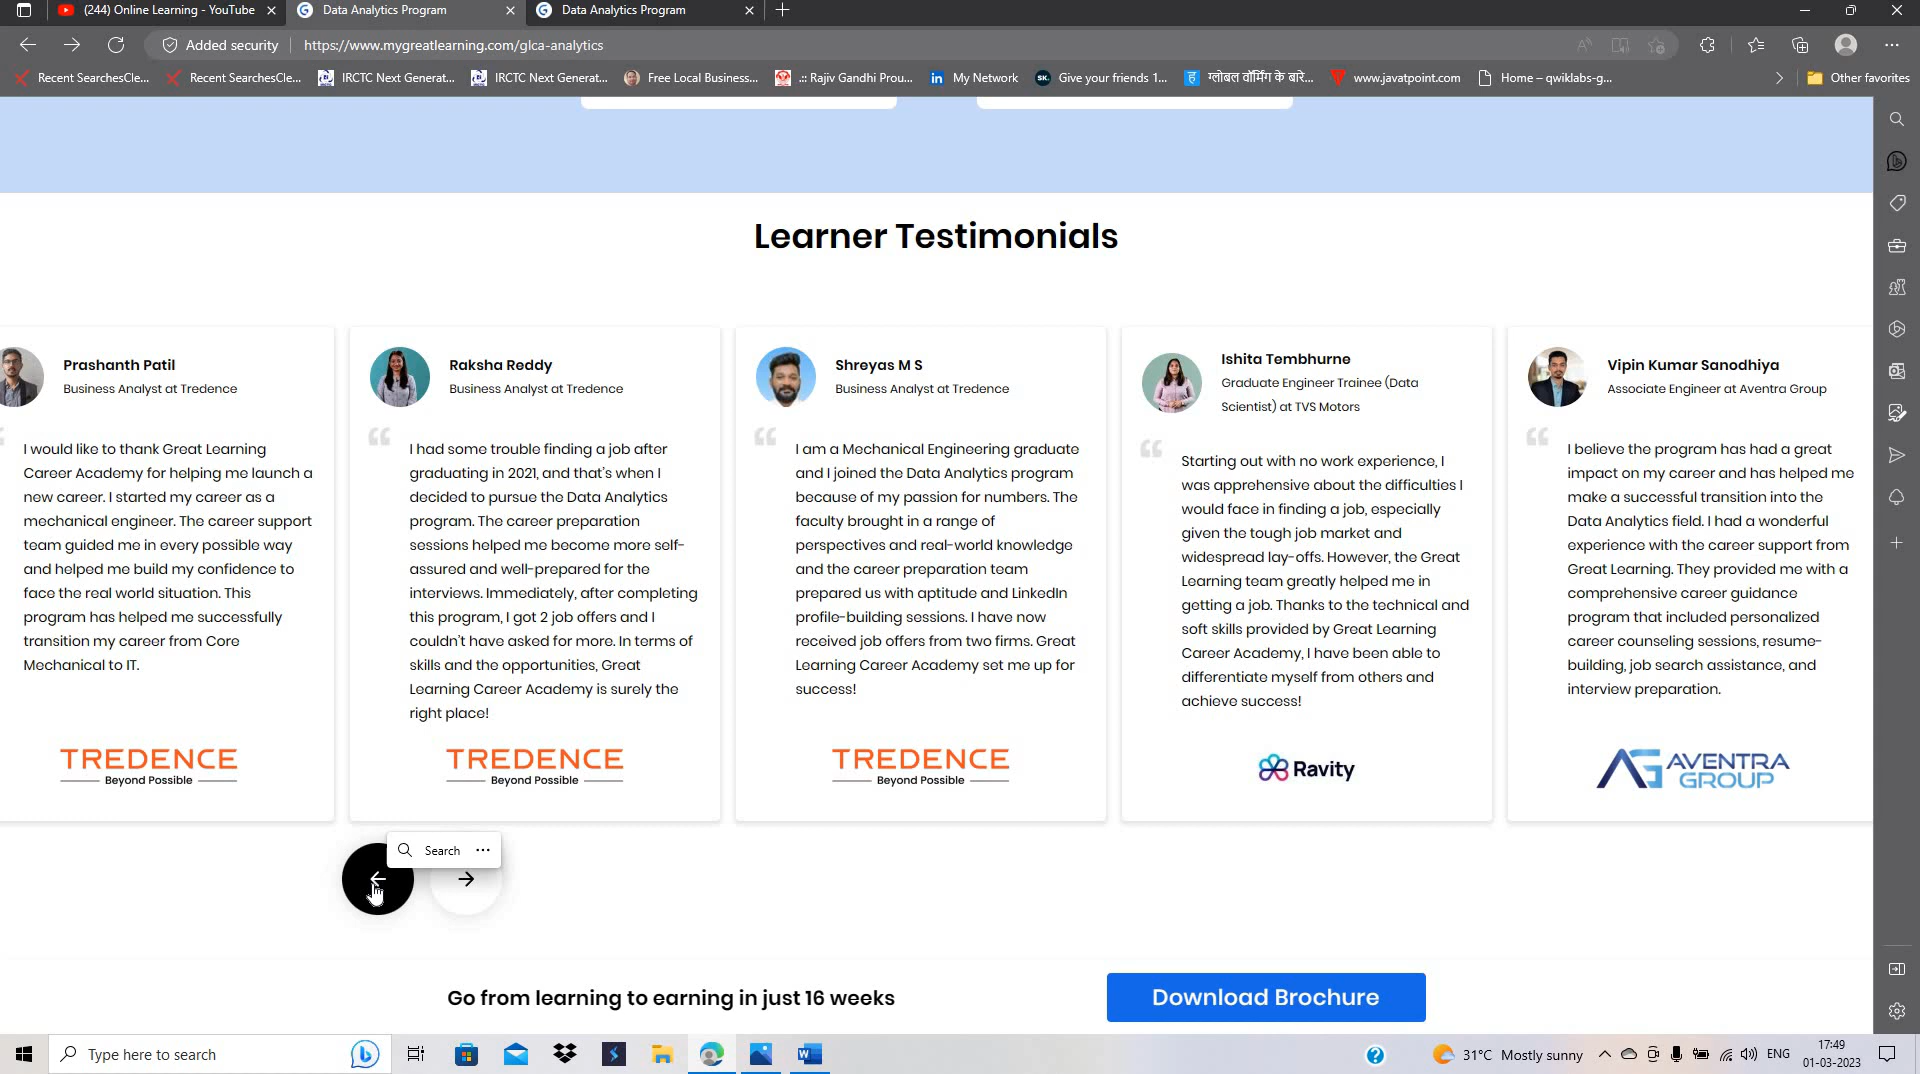 (244) Online Learning - YouTube
Data Analytics Program
Data Analytics Program
Added security
https://www.mygreatlearning.com/glca-analytics
Recent SearchesCle...
Recent SearchesCle...
IRCTC Next Generat...
IRCTC Next Generat...
Free Local Business...
.:: Rajiv Gandhi Prou...
My Network
Give your friends 1...
ग्लोबल वॉर्मिंग के बारे...
www.javatpoint.com
Home – qwiklabs-g...
Other favorites
Learner Testimonials
Prashanth Patil
Business Analyst at Tredence
I would like to thank Great Learning
Career Academy for helping me launch a
new career. I started my career as a
mechanical engineer. The career support
team guided me in every possible way
and helped me build my confidence to
face the real world situation. This
program has helped me successfully
transition my career from Core
Mechanical to IT.
TREDENCE
Beyond Possible
Raksha Reddy
Business Analyst at Tredence
I had some trouble finding a job after
graduating in 2021, and that's when I
decided to pursue the Data Analytics
program. The career preparation
sessions helped me become more self-
assured and well-prepared for the
interviews. Immediately, after completing
this program, I got 2 job offers and I
couldn't have asked for more. In terms of
skills and the opportunities, Great
Learning Career Academy is surely the
right place!
TREDENCE
Beyond Possible
Shreyas M S
Business Analyst at Tredence
I am a Mechanical Engineering graduate
and I joined the Data Analytics program
because of my passion for numbers. The
faculty brought in a range of
perspectives and real-world knowledge
and the career preparation team
prepared us with aptitude and LinkedIn
profile-building sessions. I have now
received job offers from two firms. Great
Learning Career Academy set me up for
success!
TREDENCE
Beyond Possible
Ishita Tembhurne
Graduate Engineer Trainee (Data
Scientist) at TVS Motors
Starting out with no work experience, I
was apprehensive about the difficulties I
would face in finding a job, especially
given the tough job market and
widespread lay-offs. However, the Great
Learning team greatly helped me in
getting a job. Thanks to the technical and
soft skills provided by Great Learning
Career Academy, I have been able to
differentiate myself from others and
achieve success!
Ravity
Vipin Kumar Sanodhiya
Associate Engineer at Aventra Group
I believe the program has had a great
impact on my career and has helped me
make a successful transition into the
Data Analytics field. I had a wonderful
experience with the career support from
Great Learning. They provided me with a
comprehensive career guidance
program that included personalized
career counseling sessions, resume-
building, job search assistance, and
interview preparation.
AVENTRA
GROUP
Search
Go from learning to earning in just 16 weeks
Download Brochure
Type here to search
31°C Mostly sunny
ENG
17:49
01-03-2023